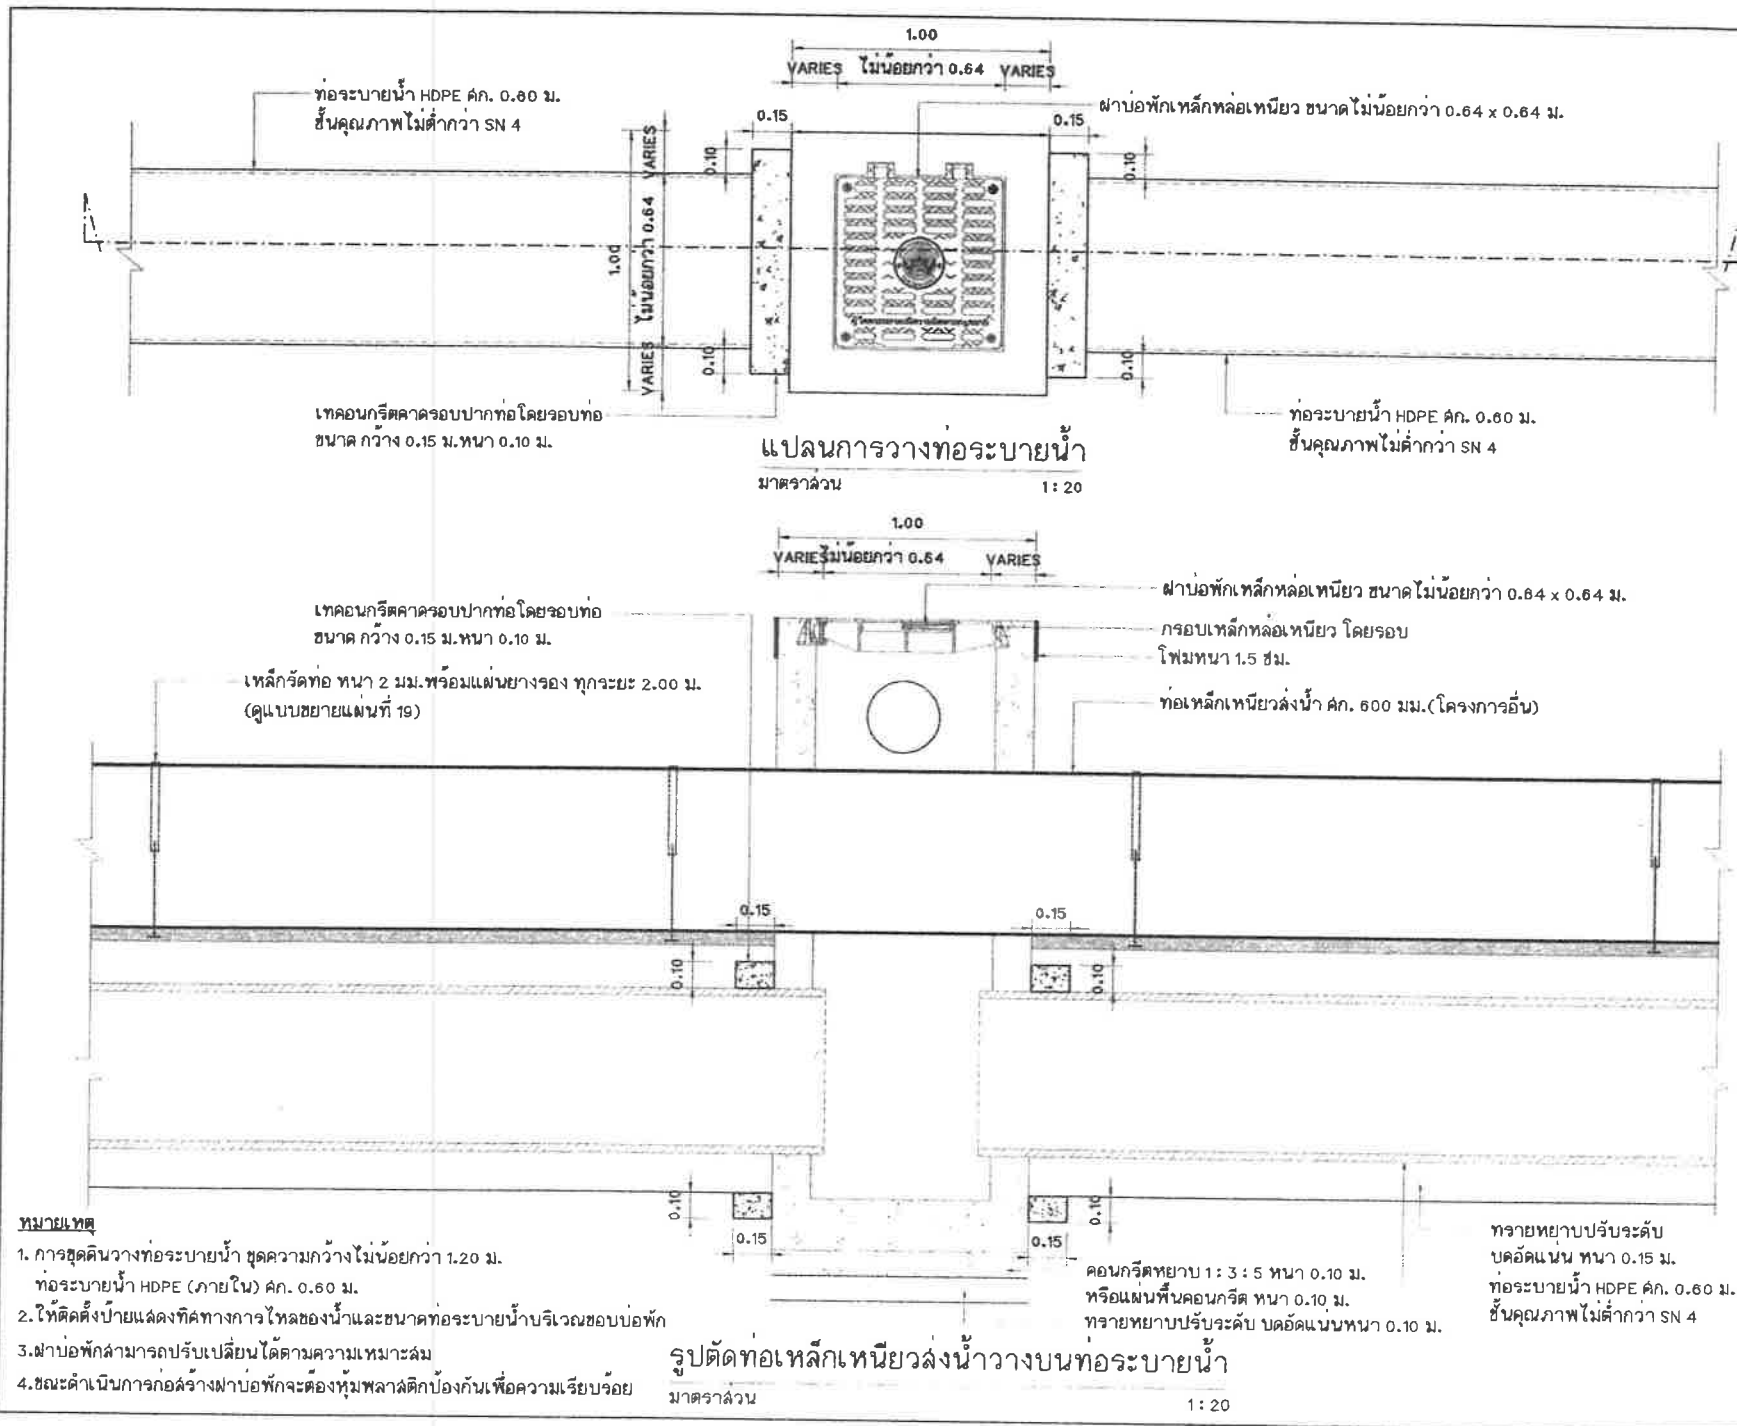 1.00
VARIES ไม่น้อยกว่า 0.64 VARIES
ท่อระบายน้ำ HDPE ศก. 0.60 ม.
ชั้นคุณภาพไม่ต่ำกว่า SN 4
ฝาบ่อพักเหล็กหล่อเหนียว ขนาดไม่น้อยกว่า 0.64 x 0.64 ม.
0.15
0.15
VARIES
0.10
0.10
1.00
ไม่น้อยกว่า 0.64
VARIES
0.10
0.10
เทคอนกรีตคาดรอบปากท่อโดยรอบท่อ
ขนาด กว้าง 0.15 ม.หนา 0.10 ม.
ท่อระบายน้ำ HDPE ศก. 0.60 ม.
ชั้นคุณภาพไม่ต่ำกว่า SN 4
แปลนการวางท่อระบายน้ำ
มาตราส่วน 1 : 20
1.00
VARIES ไม่น้อยกว่า 0.64 VARIES
ฝาบ่อพักเหล็กหล่อเหนียว ขนาดไม่น้อยกว่า 0.64 x 0.64 ม.
เทคอนกรีตคาดรอบปากท่อโดยรอบท่อ
ขนาด กว้าง 0.15 ม.หนา 0.10 ม.
กรอบเหล็กหล่อเหนียว โดยรอบ
โฟมหนา 1.5 ซม.
เหล็กรัดท่อ หนา 2 มม.พร้อมแผ่นยางรอง ทุกระยะ 2.00 ม.
(ดูแบบขยายแผ่นที่ 19)
ท่อเหล็กเหนียวส่งน้ำ ศก. 600 มม.(โครงการอื่น)
0.15
0.15
0.10
0.10
0.10
0.10
0.15
0.15
หมายเหตุ
1. การขุดดินวางท่อระบายน้ำ ขุดความกว้างไม่น้อยกว่า 1.20 ม.
ท่อระบายน้ำ HDPE (ภายใน) ศก. 0.60 ม.
2.ให้ติดตั้งป้ายแสดงทิศทางการไหลของน้ำและขนาดท่อระบายน้ำบริเวณขอบบ่อพัก
3.ฝาบ่อพักสามารถปรับเปลี่ยนได้ตามความเหมาะสม
4.ขณะดำเนินการก่อสร้างฝาบ่อพักจะต้องหุ้มพลาสติกป้องกันเพื่อความเรียบร้อย
คอนกรีตหยาบ 1 : 3 : 5 หนา 0.10 ม.
หรือแผ่นพื้นคอนกรีต หนา 0.10 ม.
ทรายหยาบปรับระดับ บดอัดแน่นหนา 0.10 ม.
ทรายหยาบปรับระดับ
บดอัดแน่น หนา 0.15 ม.
ท่อระบายน้ำ HDPE ศก. 0.60 ม.
ชั้นคุณภาพไม่ต่ำกว่า SN 4
รูปตัดท่อเหล็กเหนียวส่งน้ำวางบนท่อระบายน้ำ
มาตราส่วน 1 : 20